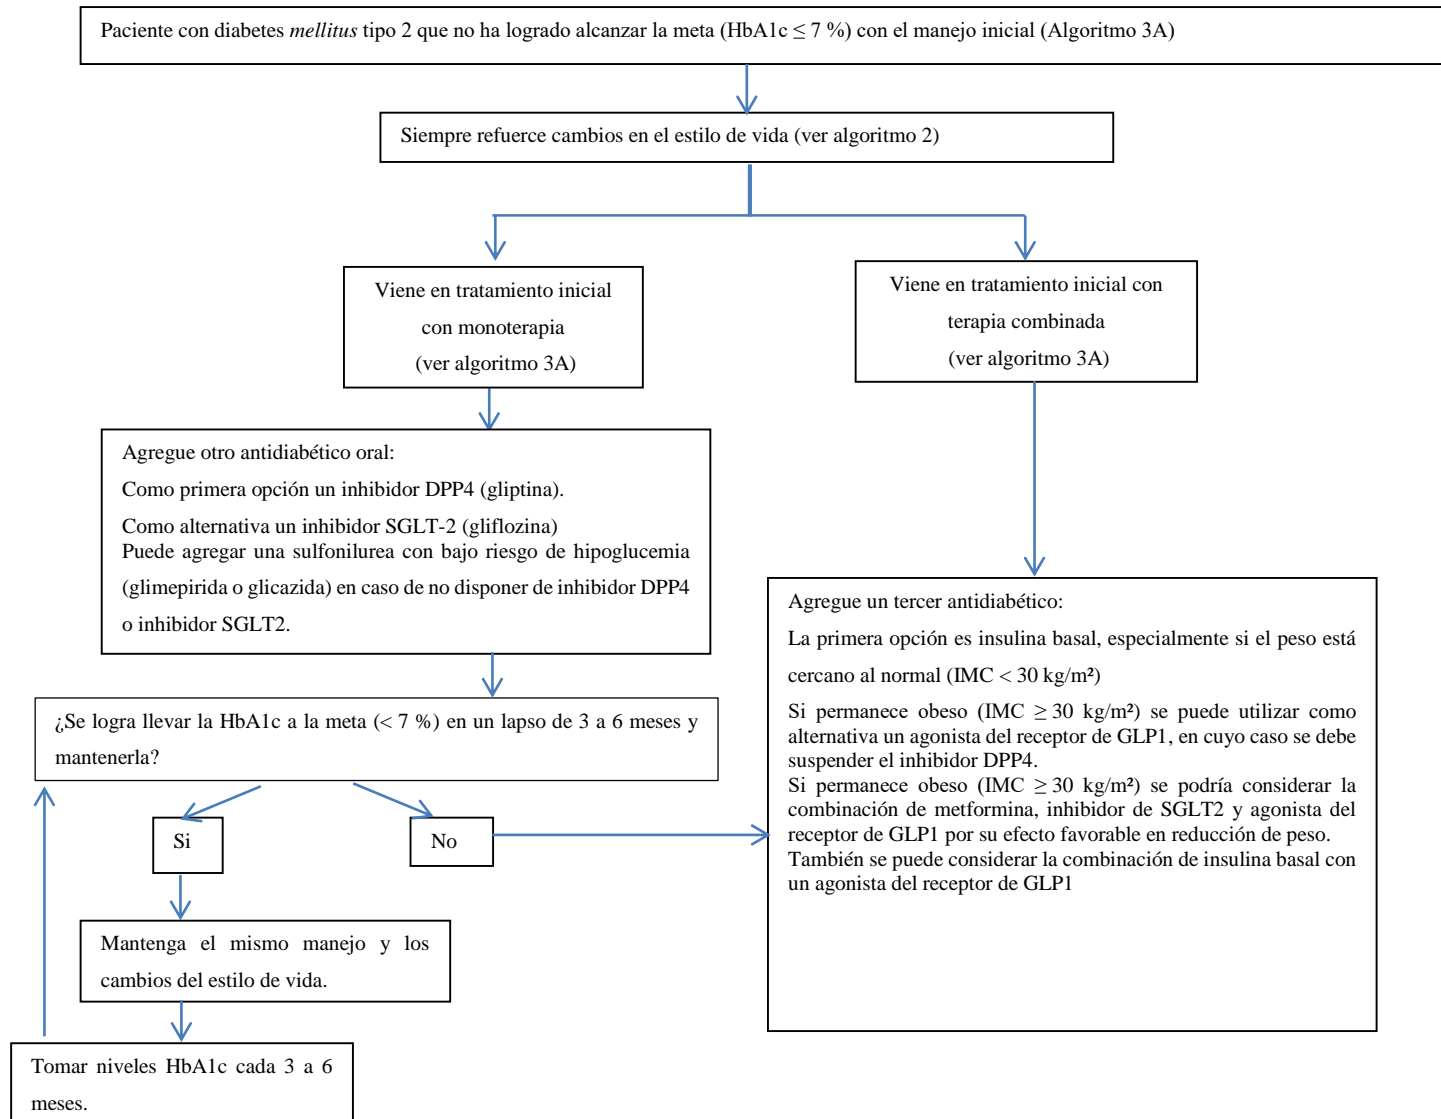 Paciente con diabetes mellitus tipo 2 que no ha logrado alcanzar la meta (HbA1c ≤ 7 %) con el manejo inicial (Algoritmo 3A)
Siempre refuerce cambios en el estilo de vida (ver algoritmo 2)
Viene en tratamiento inicial
con monoterapia
(ver algoritmo 3A)
Viene en tratamiento inicial con
terapia combinada
(ver algoritmo 3A)
Agregue otro antidiabético oral:
Como primera opción un inhibidor DPP4 (gliptina).
Como alternativa un inhibidor SGLT-2 (gliflozina)
Puede agregar una sulfonilurea con bajo riesgo de hipoglucemia
(glimepirida o glicazida) en caso de no disponer de inhibidor DPP4
o inhibidor SGLT2.
¿Se logra llevar la HbA1c a la meta (< 7 %) en un lapso de 3 a 6 meses y
mantenerla?
Si
No
Mantenga el mismo manejo y los
cambios del estilo de vida.
Tomar niveles HbA1c cada 3 a 6
meses.
Agregue un tercer antidiabético:
La primera opción es insulina basal, especialmente si el peso está
cercano al normal (IMC < 30 kg/m²)
Si permanece obeso (IMC ≥ 30 kg/m²) se puede utilizar como
alternativa un agonista del receptor de GLP1, en cuyo caso se debe
suspender el inhibidor DPP4.
Si permanece obeso (IMC ≥ 30 kg/m²) se podría considerar la
combinación de metformina, inhibidor de SGLT2 y agonista del
receptor de GLP1 por su efecto favorable en reducción de peso.
También se puede considerar la combinación de insulina basal con
un agonista del receptor de GLP1